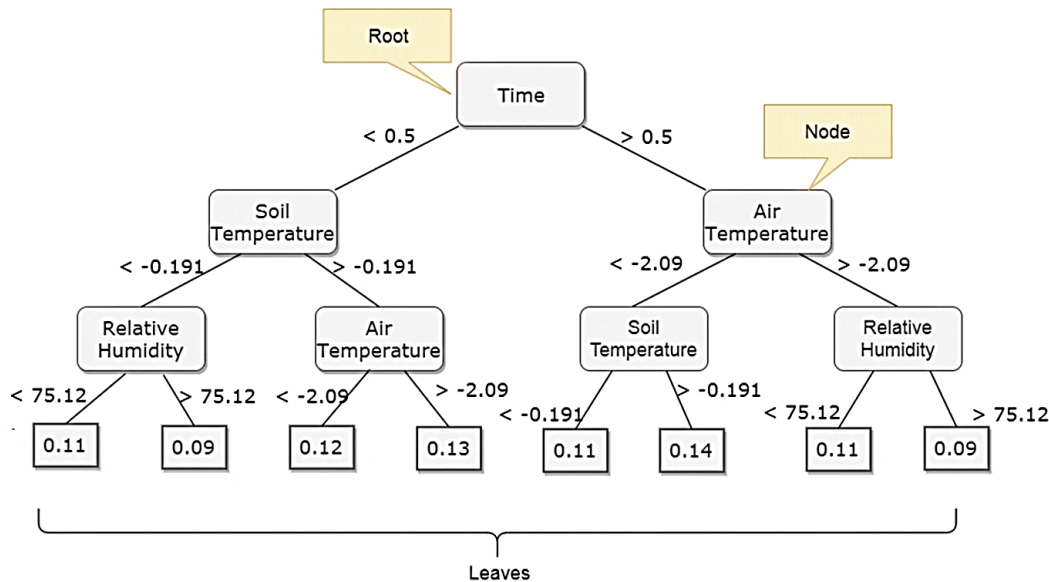 Root
Time
Node
< 0.5
> 0.5
Soil
Temperature
Air
Temperature
< -0.191
> -0.191
< -2.09
> -2.09
Relative
Humidity
Air
Temperature
Soil
Temperature
Relative
Humidity
< 75.12
> 75.12
< -2.09
> -2.09
< -0.191
> -0.191
< 75.12
> 75.12
0.11
0.09
0.12
0.13
0.11
0.14
0.11
0.09
Leaves